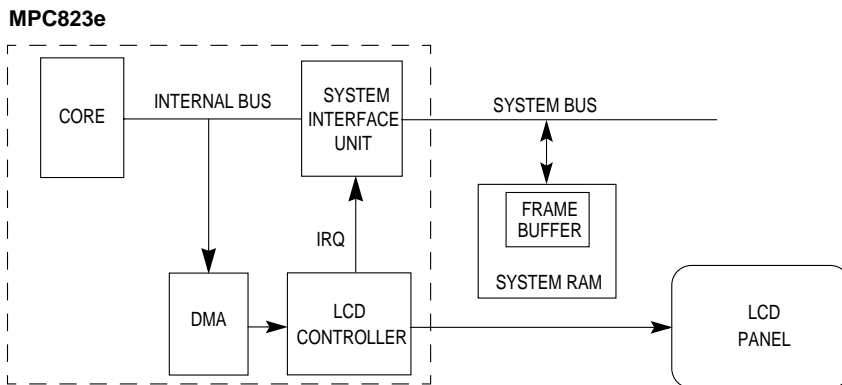 MPC823e
CORE
INTERNAL BUS
SYSTEM
INTERFACE
UNIT
SYSTEM BUS
FRAME
BUFFER
SYSTEM RAM
IRQ
DMA
LCD
CONTROLLER
LCD
PANEL